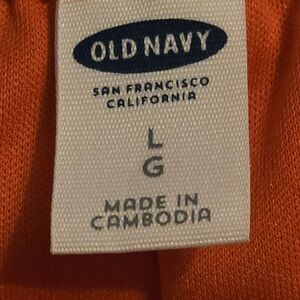 OLD NAVY
SAN FRANCISCO
CALIFORNIA
L
G
MADE IN
CAMBODIA